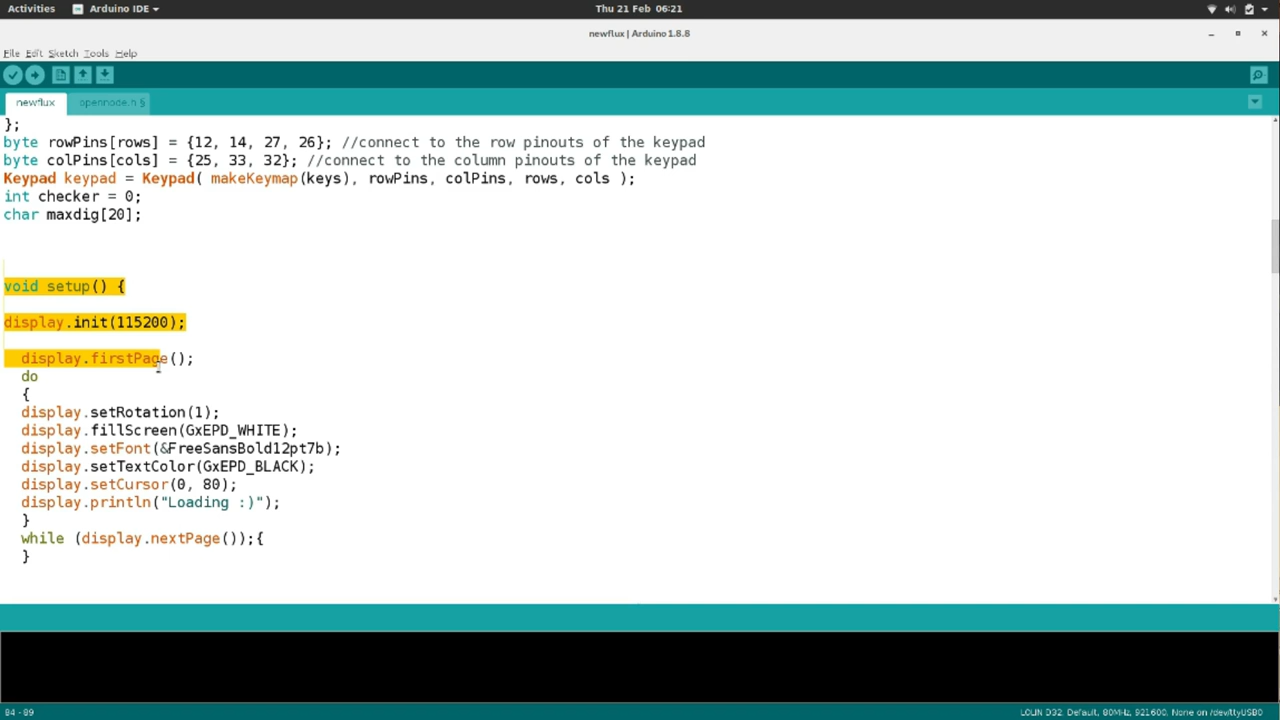 Activities Arduino IDE Thu 21 Feb 06:21
newflux | Arduino 1.8.8
File Edit Sketch Tools Help
newflux opennode.h §
};
byte rowPins[rows] = {12, 14, 27, 26}; //connect to the row pinouts of the keypad
byte colPins[cols] = {25, 33, 32}; //connect to the column pinouts of the keypad
Keypad keypad = Keypad( makeKeymap(keys), rowPins, colPins, rows, cols );
int checker = 0;
char maxdig[20];
void setup() {
display.init(115200);
display.firstPage();
do
{
display.setRotation(1);
display.fillScreen(GxEPD_WHITE);
display.setFont(&FreeSansBold12pt7b);
display.setTextColor(GxEPD_BLACK);
display.setCursor(0, 80);
display.println("Loading :)");
}
while (display.nextPage());{
}
84 - 89 LOLIN D32, Default, 80MHz, 921600, None on /dev/ttyUSB0